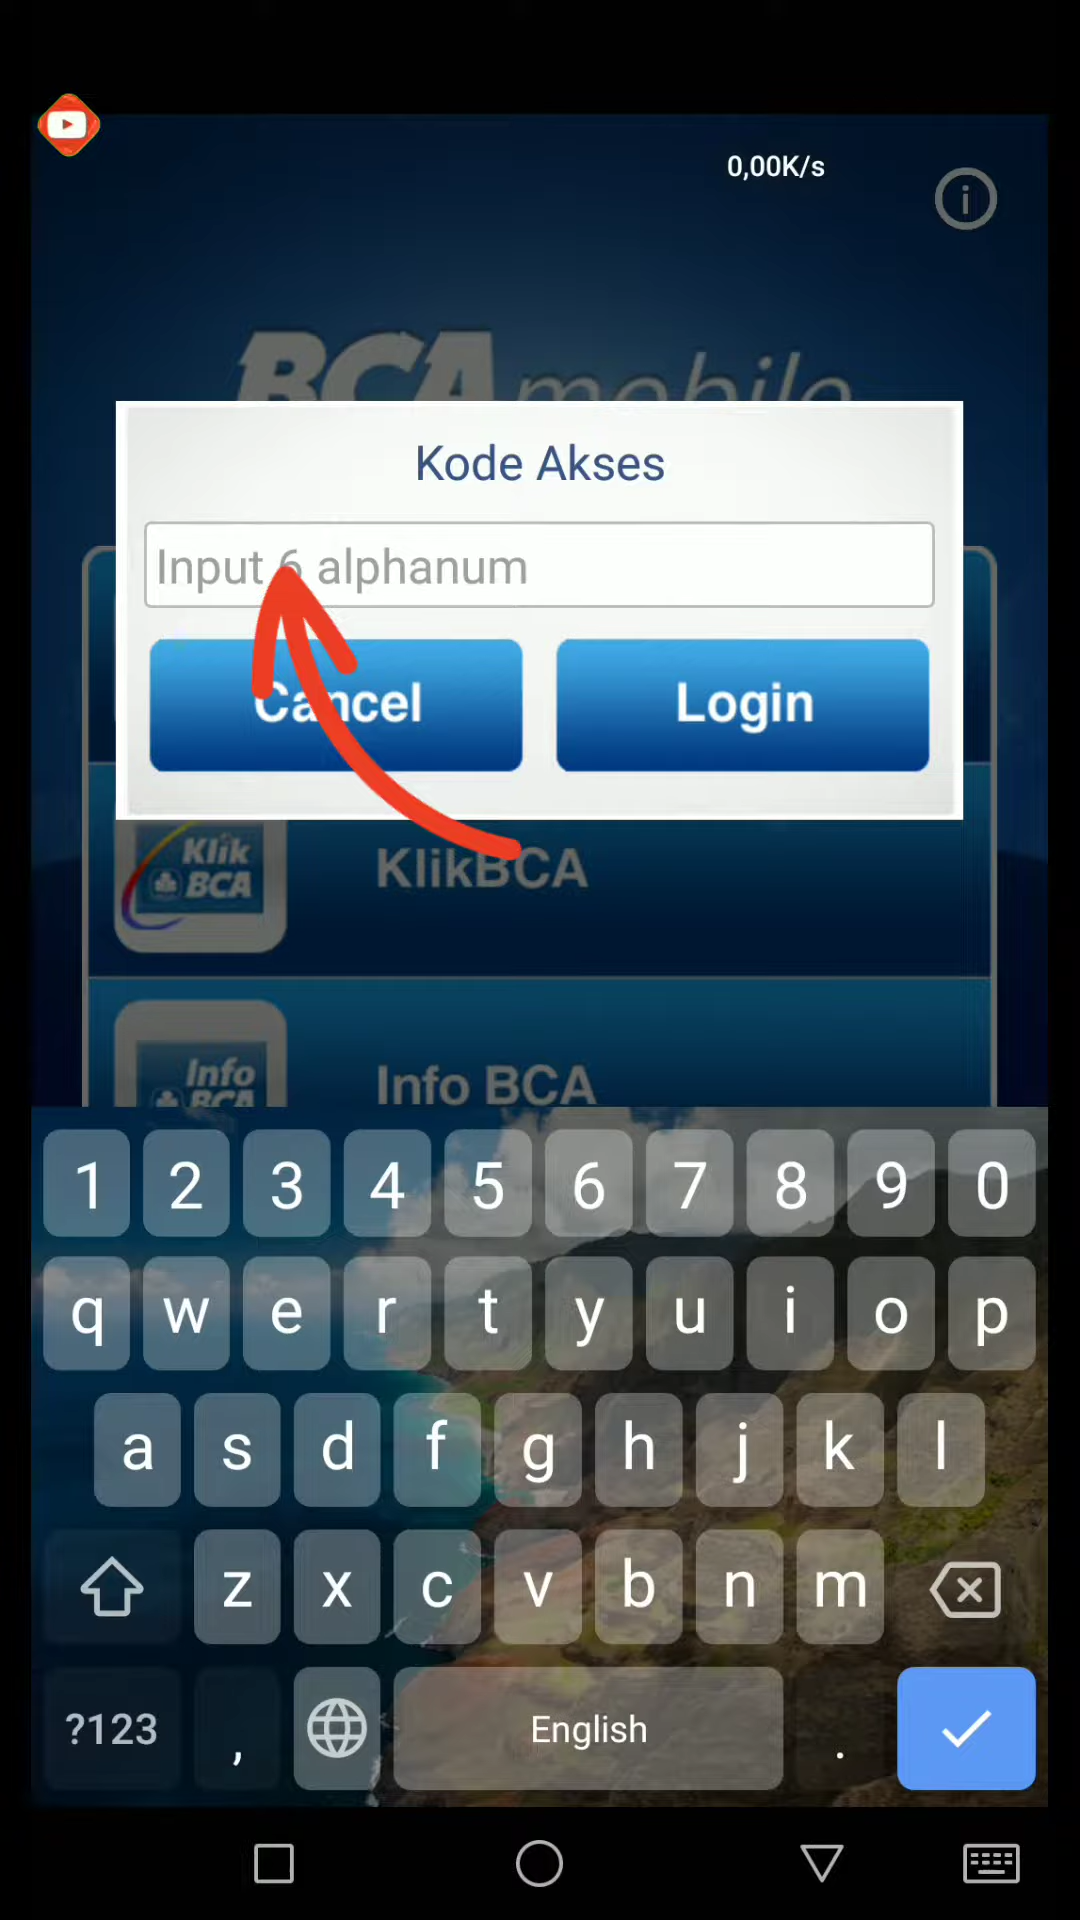 0,00K/s
i
BCA mobile
Kode Akses
Input 6 alphanum
Cancel
Login
Klik
BCA
KlikBCA
Info
BCA
Info BCA
1 2 3 4 5 6 7 8 9 0
q w e r t y u i o p
a s d f g h j k l
z x c v b n m
?123 , English .